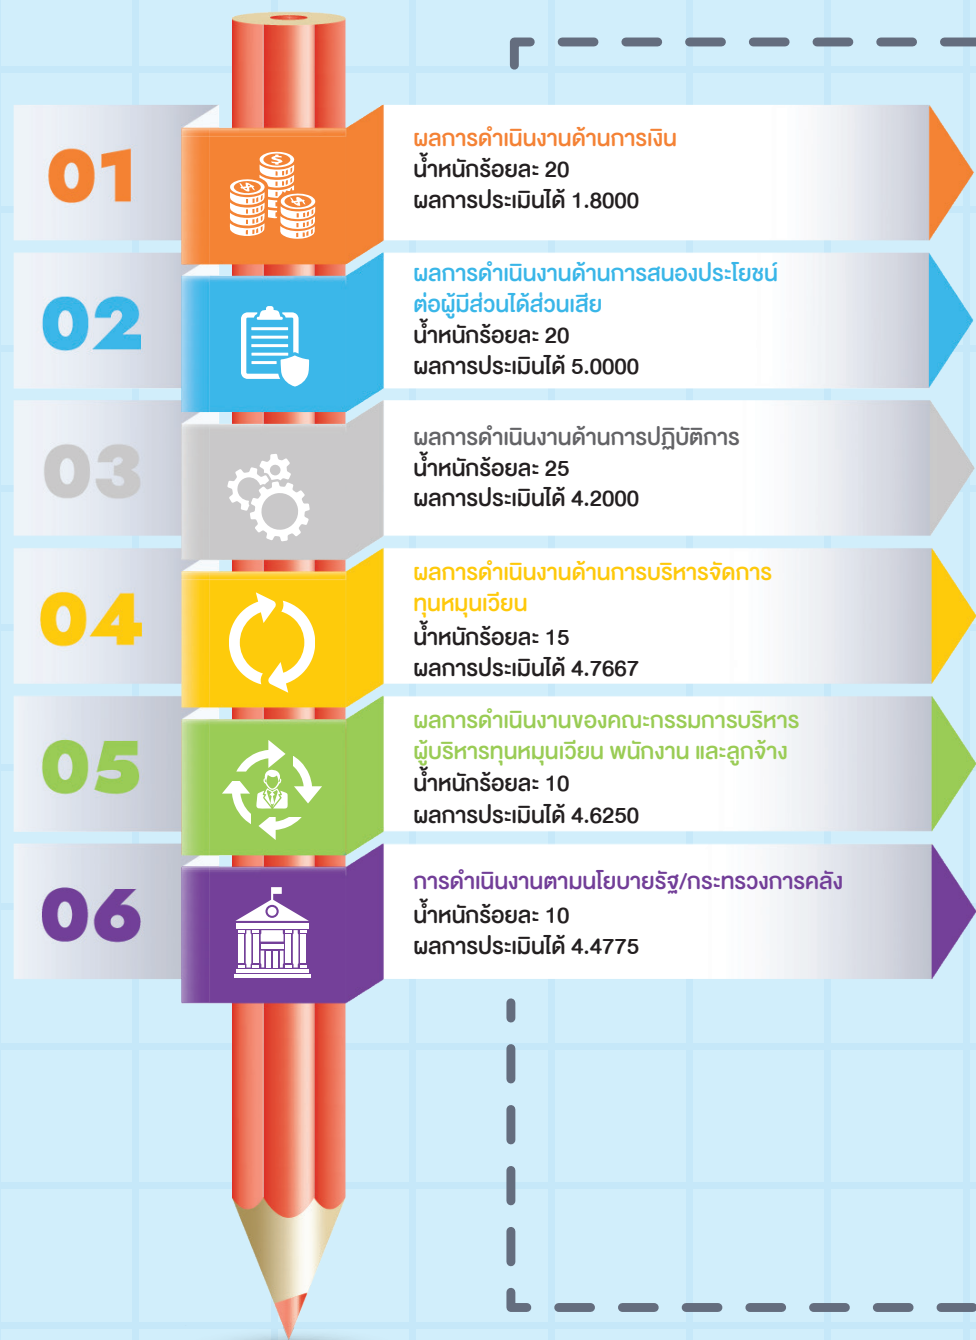 01
ผลการดำเนินงานด้านการเงิน
น้ำหนักร้อยละ 20
ผลการประเมินได้ 1.8000
02
ผลการดำเนินงานด้านการสนองประโยชน์
ต่อผู้มีส่วนได้ส่วนเสีย
น้ำหนักร้อยละ 20
ผลการประเมินได้ 5.0000
03
ผลการดำเนินงานด้านการปฏิบัติการ
น้ำหนักร้อยละ 25
ผลการประเมินได้ 4.2000
04
ผลการดำเนินงานด้านการบริหารจัดการ
ทุนหมุนเวียน
น้ำหนักร้อยละ 15
ผลการประเมินได้ 4.7667
05
ผลการดำเนินงานของคณะกรรมการบริหาร
ผู้บริหารทุนหมุนเวียน พนักงาน และลูกจ้าง
น้ำหนักร้อยละ 10
ผลการประเมินได้ 4.6250
06
การดำเนินงานตามนโยบายรัฐ/กระทรวงการคลัง
น้ำหนักร้อยละ 10
ผลการประเมินได้ 4.4775